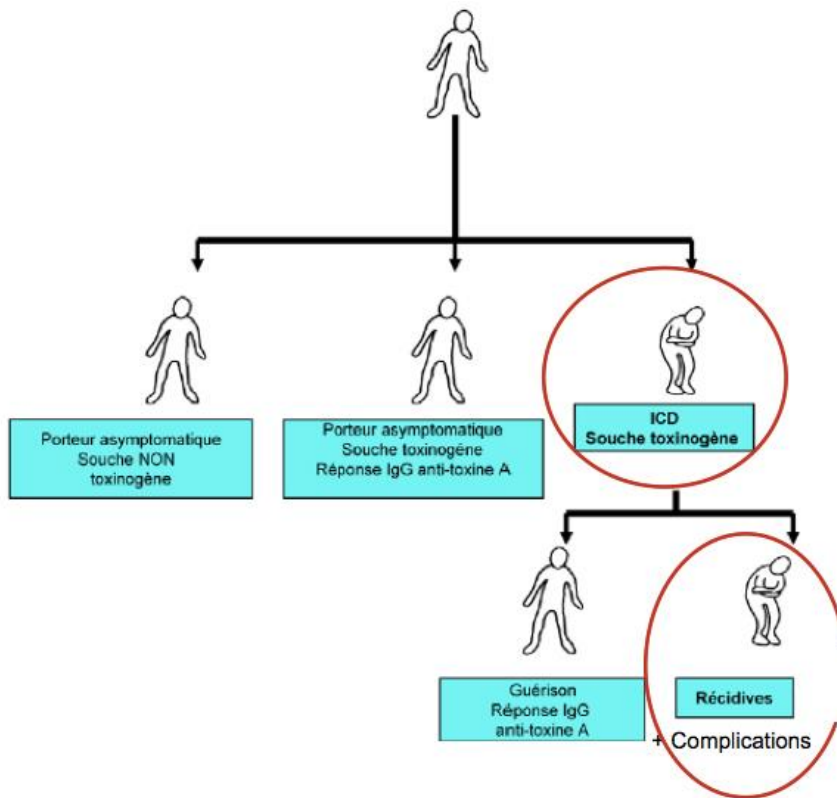 Porteur asymptomatique
Souche NON
toxinogène
Porteur asymptomatique
Souche toxinogène
Réponse IgG anti-toxine A
ICD
Souche toxinogène
Guérison
Réponse IgG
anti-toxine A
Récidives
+ Complications